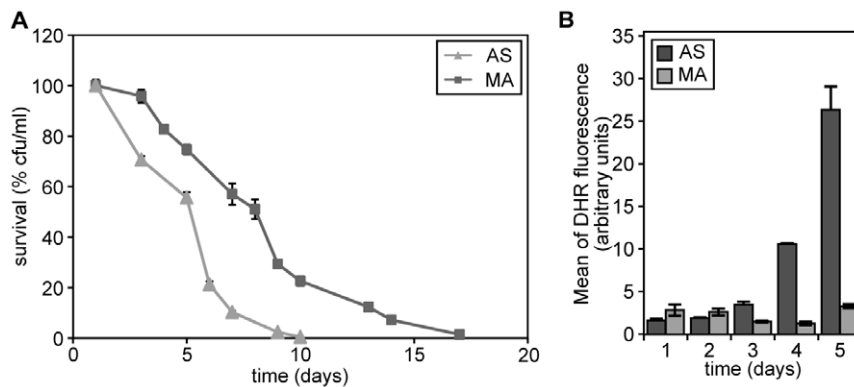 A
120
100
80
60
40
20
0
survival (% cfu/ml)
AS
MA
0
5
10
15
20
time (days)
B
35
30
25
20
15
10
5
0
Mean of DHR fluorescence
(arbitrary units)
AS
MA
1
2
3
4
5
time (days)